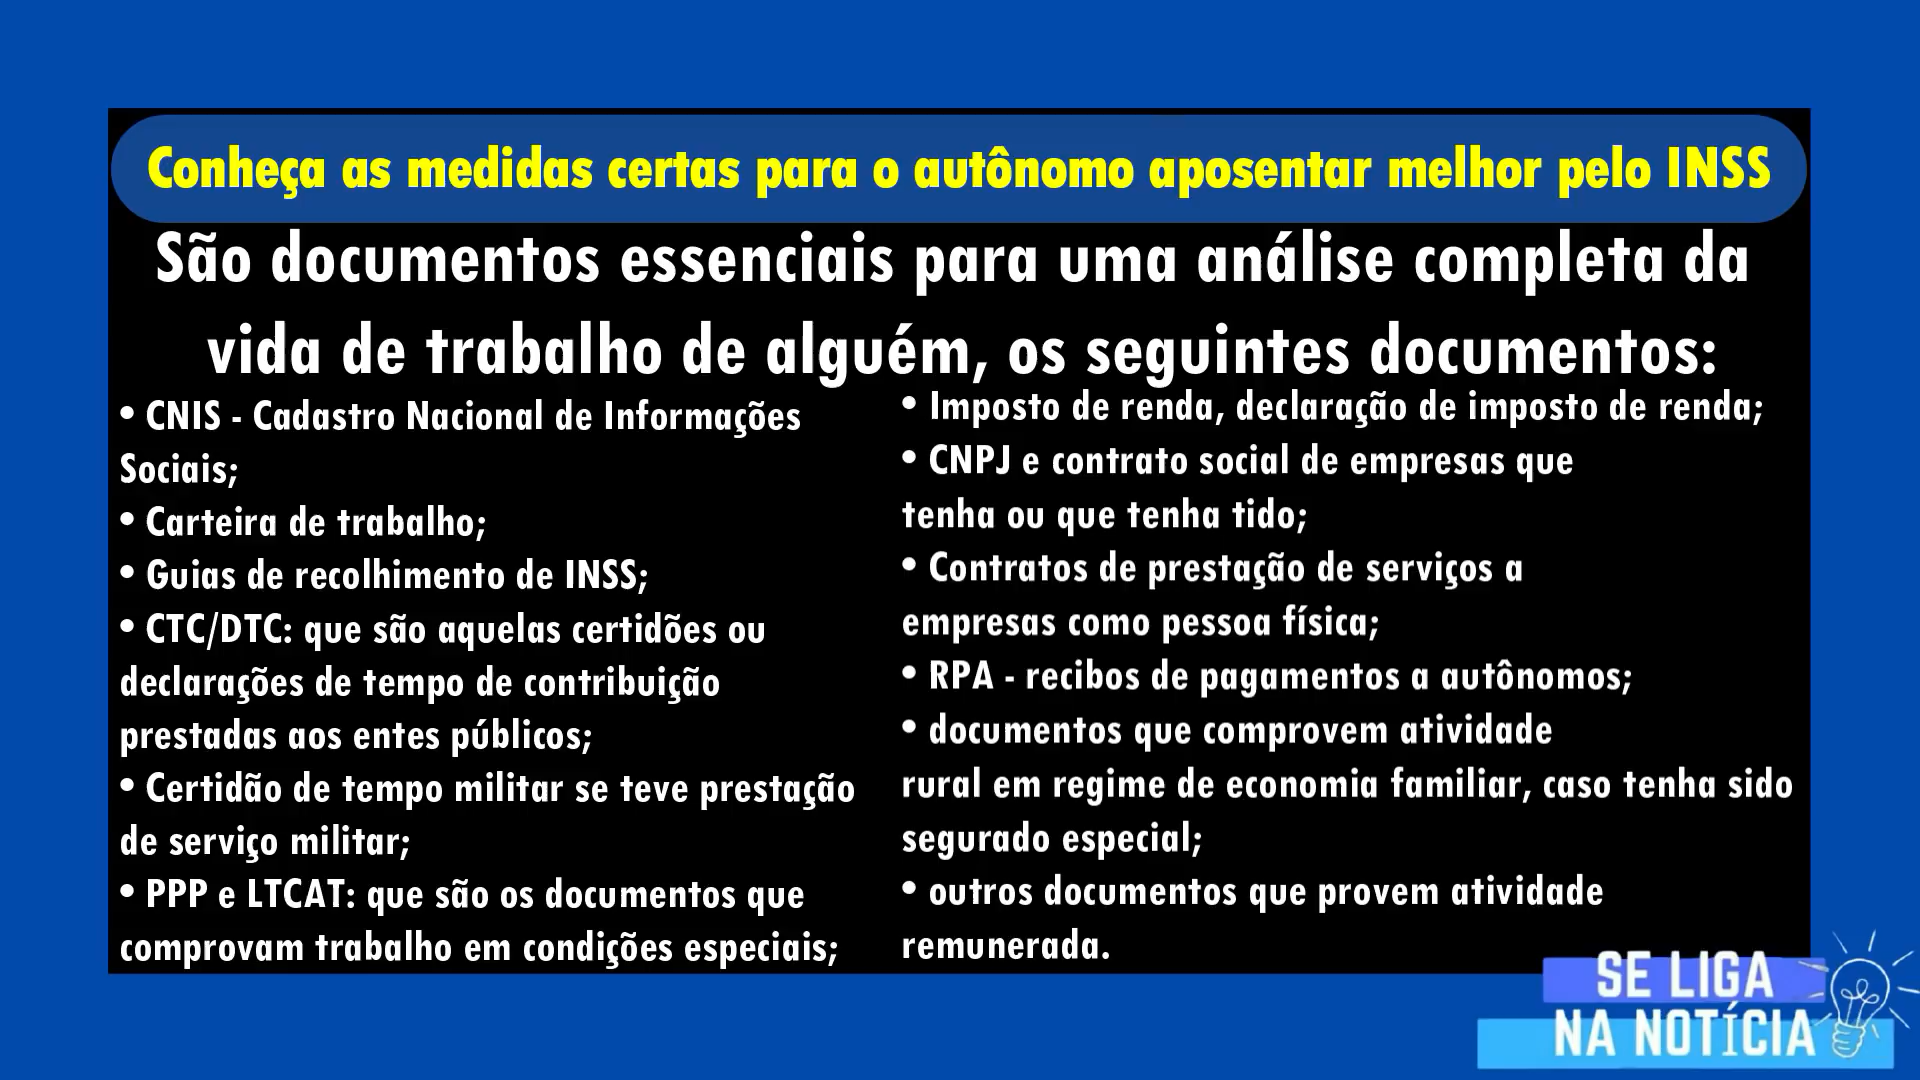 Conheça as medidas certas para o autônomo aposentar melhor pelo INSS
São documentos essenciais para uma análise completa da
vida de trabalho de alguém, os seguintes documentos:
• CNIS - Cadastro Nacional de Informações
Sociais;
• Carteira de trabalho;
• Guias de recolhimento de INSS;
• CTC/DTC: que são aquelas certidões ou
declarações de tempo de contribuição
prestadas aos entes públicos;
• Certidão de tempo militar se teve prestação
de serviço militar;
• PPP e LTCAT: que são os documentos que
comprovam trabalho em condições especiais;
• Imposto de renda, declaração de imposto de renda;
• CNPJ e contrato social de empresas que
tenha ou que tenha tido;
• Contratos de prestação de serviços a
empresas como pessoa física;
• RPA - recibos de pagamentos a autônomos;
• documentos que comprovem atividade
rural em regime de economia familiar, caso tenha sido
segurado especial;
• outros documentos que provem atividade
remunerada.
SE LIGA
NA NOTÍCIA